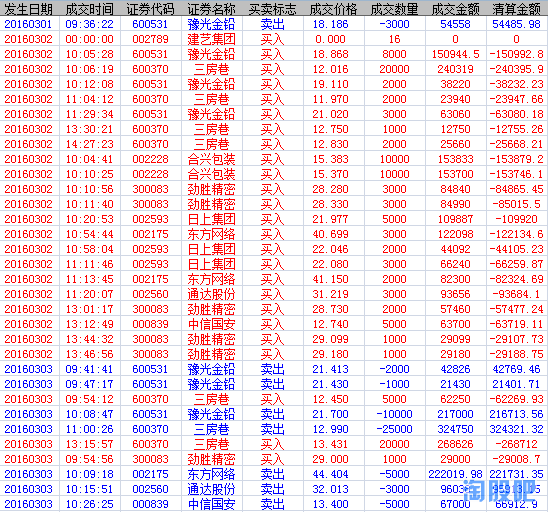 发生日期 成交时间 证券代码 证券名称 买卖标志 成交价格 成交数量 成交金额 清算金额
20160301 09:36:22 600531 豫光金铅 卖出 18.186 -3000 54558 54485.98
20160302 00:00:00 002789 建艺集团 买入 0.000 16 0 0
20160302 10:05:28 600531 豫光金铅 买入 18.868 8000 150944.5 -150992.8
20160302 10:06:19 600370 三房巷 买入 12.016 20000 240319 -240395.9
20160302 10:12:08 600531 豫光金铅 买入 19.110 2000 38220 -38232.23
20160302 11:04:12 600370 三房巷 买入 11.970 2000 23940 -23947.66
20160302 11:29:34 600531 豫光金铅 买入 21.020 3000 63060 -63080.18
20160302 13:30:21 600370 三房巷 买入 12.750 1000 12750 -12755.26
20160302 14:27:23 600370 三房巷 买入 12.830 2000 25660 -25668.21
20160302 10:04:41 002228 合兴包装 买入 15.383 10000 153833 -153879.2
20160302 10:10:25 002228 合兴包装 买入 15.370 10000 153700 -153746.1
20160302 10:10:56 300083 劲胜精密 买入 28.280 3000 84840 -84865.45
20160302 10:11:40 300083 劲胜精密 买入 28.330 3000 84990 -85015.5
20160302 10:20:53 002593 日上集团 买入 21.977 5000 109887 -109920
20160302 10:54:44 002175 东方网络 买入 40.699 3000 122098 -122134.6
20160302 10:58:04 002593 日上集团 买入 22.046 2000 44092 -44105.23
20160302 11:11:46 002593 日上集团 买入 22.080 3000 66240 -66259.87
20160302 11:13:45 002175 东方网络 买入 41.150 2000 82300 -82324.69
20160302 11:20:07 002560 通达股份 买入 31.219 3000 93656 -93684.1
20160302 13:01:17 300083 劲胜精密 买入 28.730 2000 57460 -57477.24
20160302 13:12:49 000839 中信国安 买入 12.740 5000 63700 -63719.11
20160302 13:44:32 300083 劲胜精密 买入 29.099 1000 29099 -29107.73
20160302 13:46:56 300083 劲胜精密 买入 29.180 1000 29180 -29188.75
20160303 09:41:41 600531 豫光金铅 卖出 21.413 -2000 42826 42769.46
20160303 09:47:17 600531 豫光金铅 卖出 21.430 -1000 21430 21401.71
20160303 09:54:12 600370 三房巷 买入 12.450 5000 62250 -62269.93
20160303 10:08:47 600531 豫光金铅 卖出 21.700 -10000 217000 216713.56
20160303 11:00:26 600370 三房巷 卖出 12.990 -25000 324750 324321.32
20160303 13:15:57 600370 三房巷 买入 13.431 20000 268626 -268712
20160303 09:54:56 300083 劲胜精密 买入 29.000 1000 29000 -29008.7
20160303 10:09:18 002175 东方网络 卖出 44.404 -5000 222019.98 221731.35
20160303 10:15:51 002560 通达股份 卖出 32.013 -3000
20160303 10:26:25 000839 中信国安 卖出 13.400 -5000 67000 66912.9
淘股吧